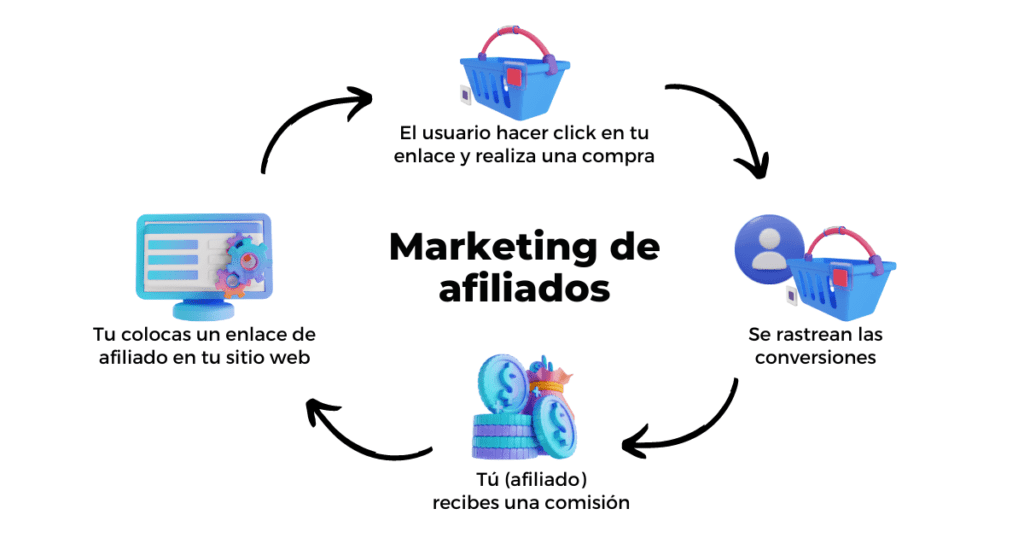 El usuario hacer click en tu
enlace y realiza una compra
Marketing de
afiliados
Tu colocas un enlace de
afiliado en tu sitio web
Se rastrean las
conversiones
Tú (afiliado)
recibes una comisión